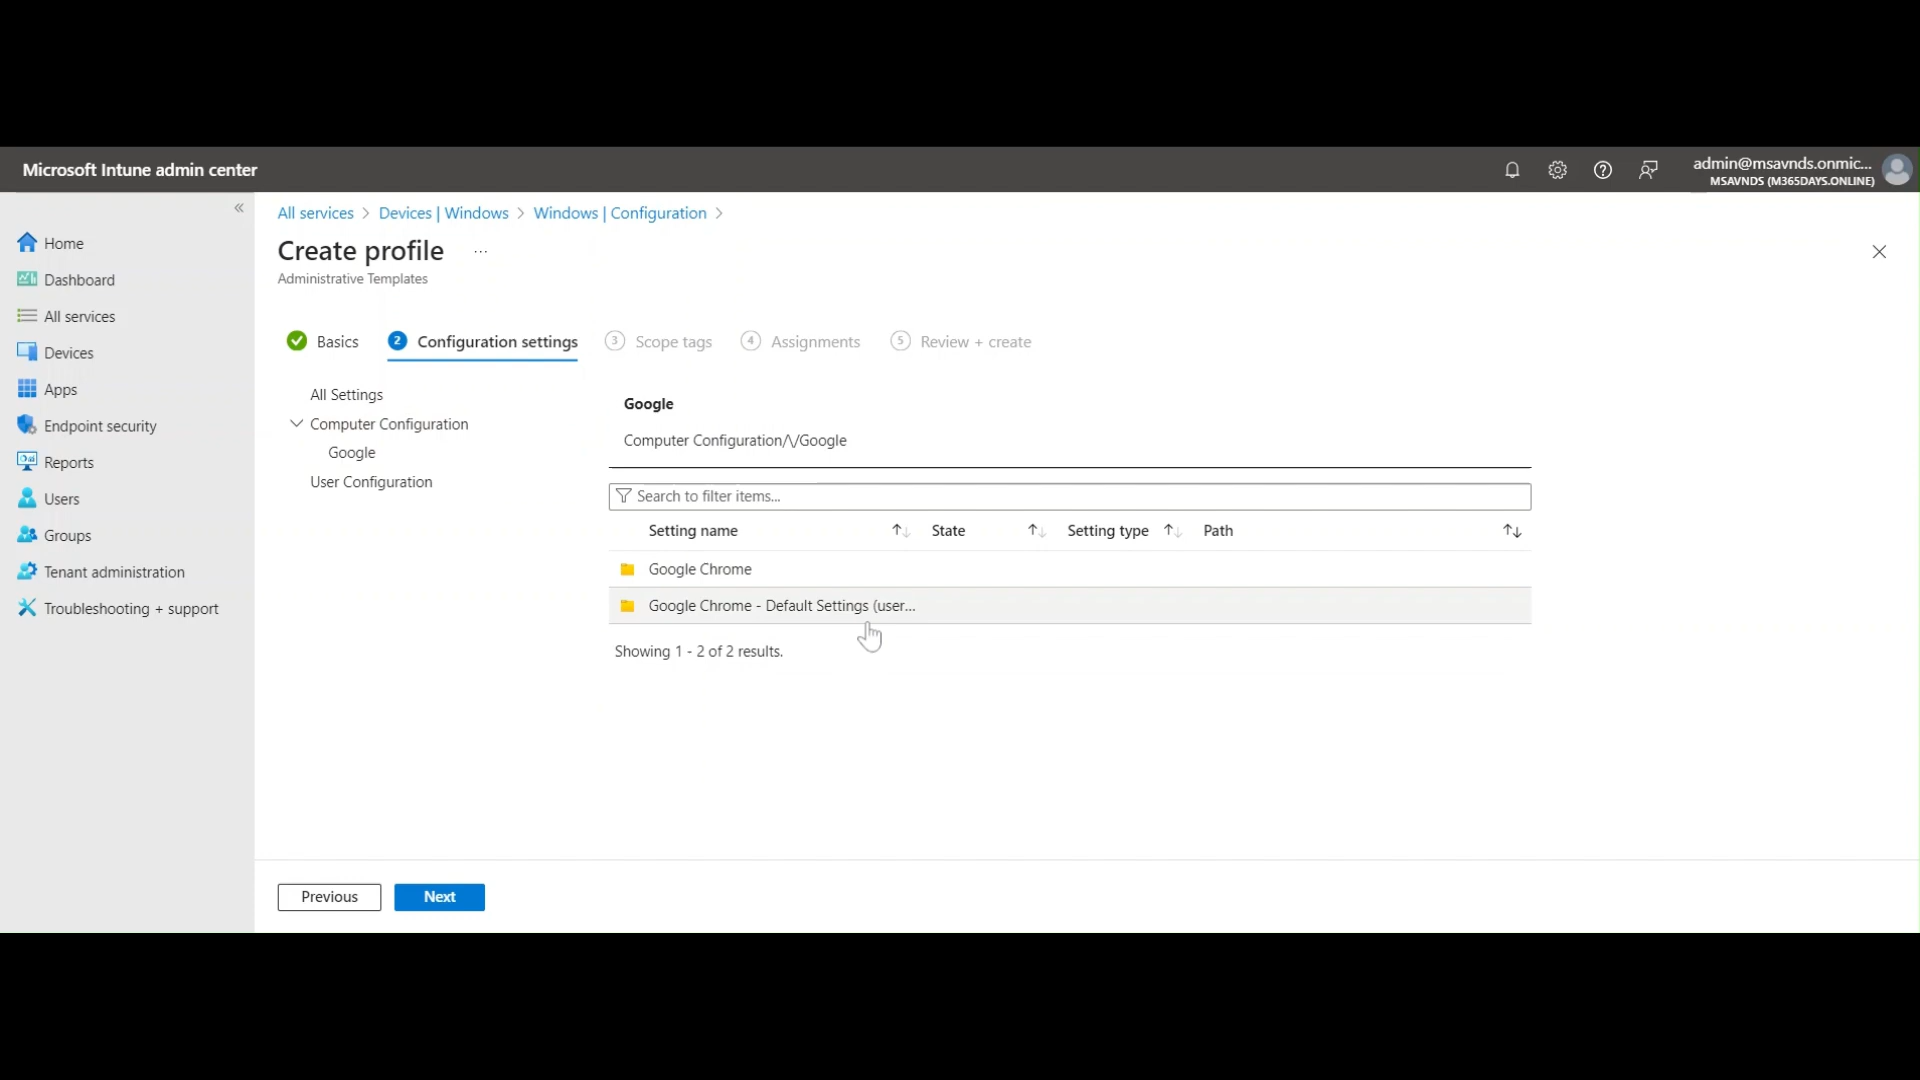 Microsoft Intune admin center
admin@msavnds.onmic...
MSAVNDS (M365DAYS.ONLINE)
All services > Devices | Windows > Windows | Configuration >
Create profile ...
Administrative Templates
Home
Dashboard
All services
Devices
Apps
Endpoint security
Reports
Users
Groups
Tenant administration
Troubleshooting + support
Basics 2 Configuration settings 3 Scope tags 4 Assignments 5 Review + create
All Settings
Computer Configuration
Google
User Configuration
Google
Computer Configuration/\/Google
Search to filter items...
Setting name State Setting type Path
Google Chrome
Google Chrome - Default Settings (user...
Showing 1 - 2 of 2 results.
Previous Next